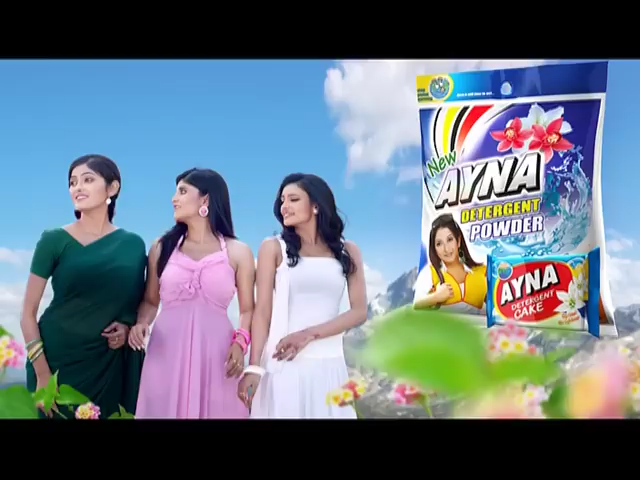 New
AYNA
DETERGENT
POWDER
AYNA
DETERGENT
CAKE